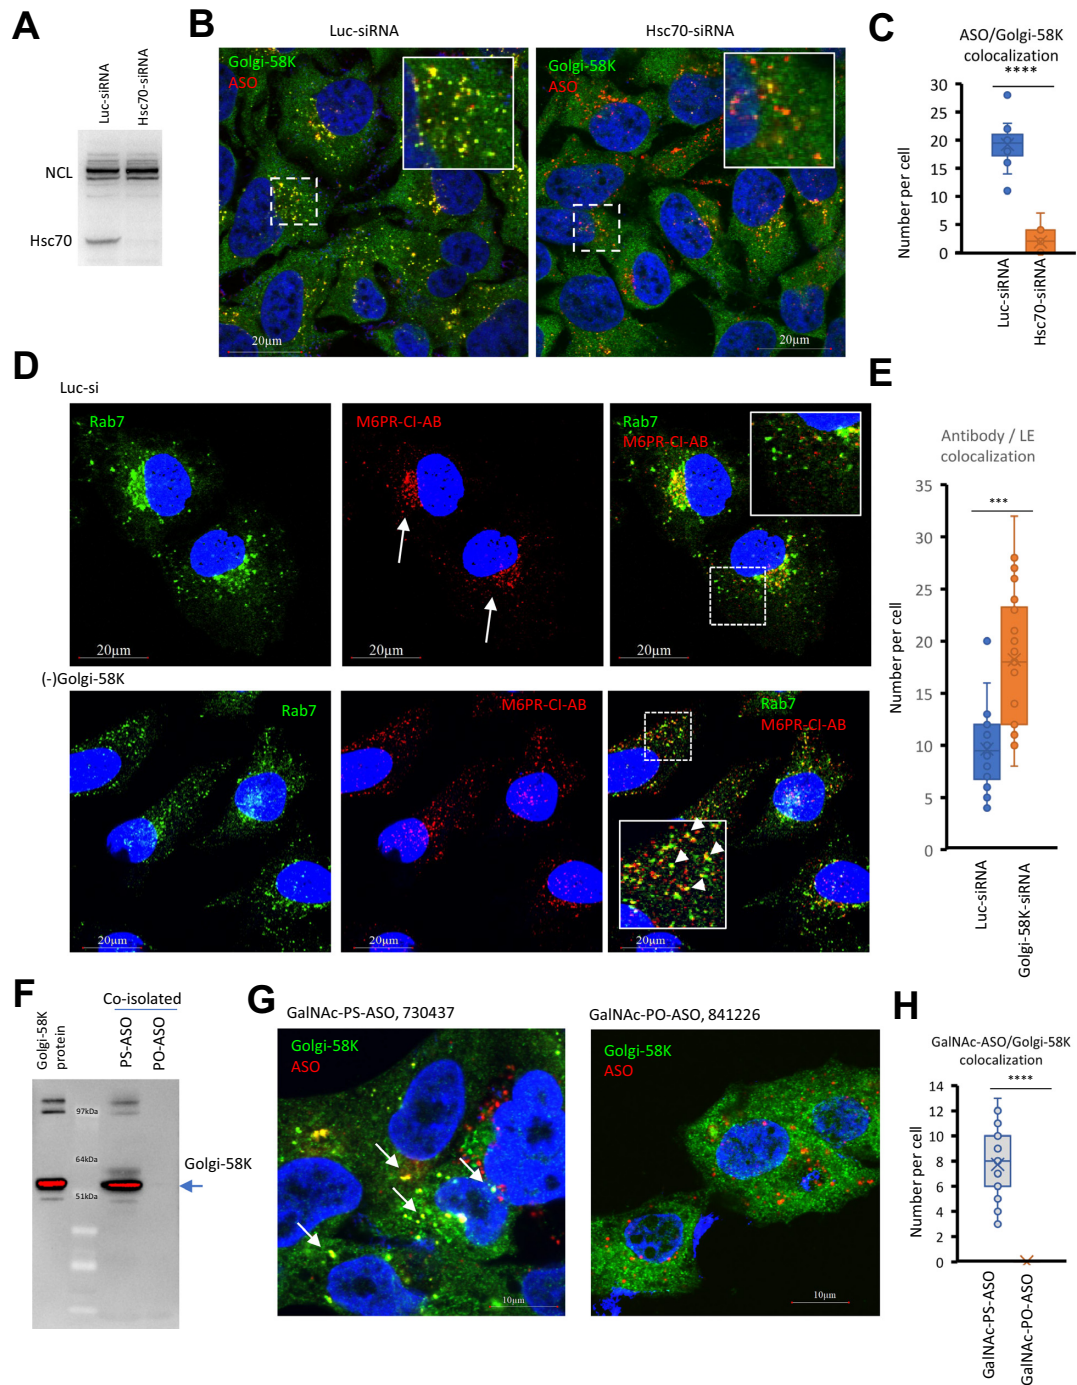 A
Luc-siRNA
Hsc70-siRNA
NCL
Hsc70
B
Luc-siRNA
Hsc70-siRNA
Golgi-58K
ASO
20µm
Golgi-58K
ASO
20µm
C
ASO/Golgi-58K
colocalization
****
Number per cell
30
25
20
15
10
5
0
Luc-siRNA
Hsc70-siRNA
D
Luc-si
Rab7
20µm
M6PR-CI-AB
20µm
Rab7
M6PR-CI-AB
20µm
(-)Golgi-58K
Rab7
20µm
M6PR-CI-AB
20µm
Rab7
M6PR-CI-AB
20µm
E
Antibody / LE
colocalization
***
Number per cell
35
30
25
20
15
10
5
0
Luc-siRNA
Golgi-58K-siRNA
F
Co-isolated
Golgi-58K
protein
PS-ASO
PO-ASO
97kDa
64kDa
51kDa
Golgi-58K
G
GalNAc-PS-ASO, 730437
Golgi-58K
ASO
10µm
GalNAc-PO-ASO, 841226
Golgi-58K
ASO
10µm
H
GalNAc-ASO/Golgi-58K
colocalization
****
Number per cell
14
12
10
8
6
4
2
0
GalNAc-PS-ASO
GalNAc-PO-ASO